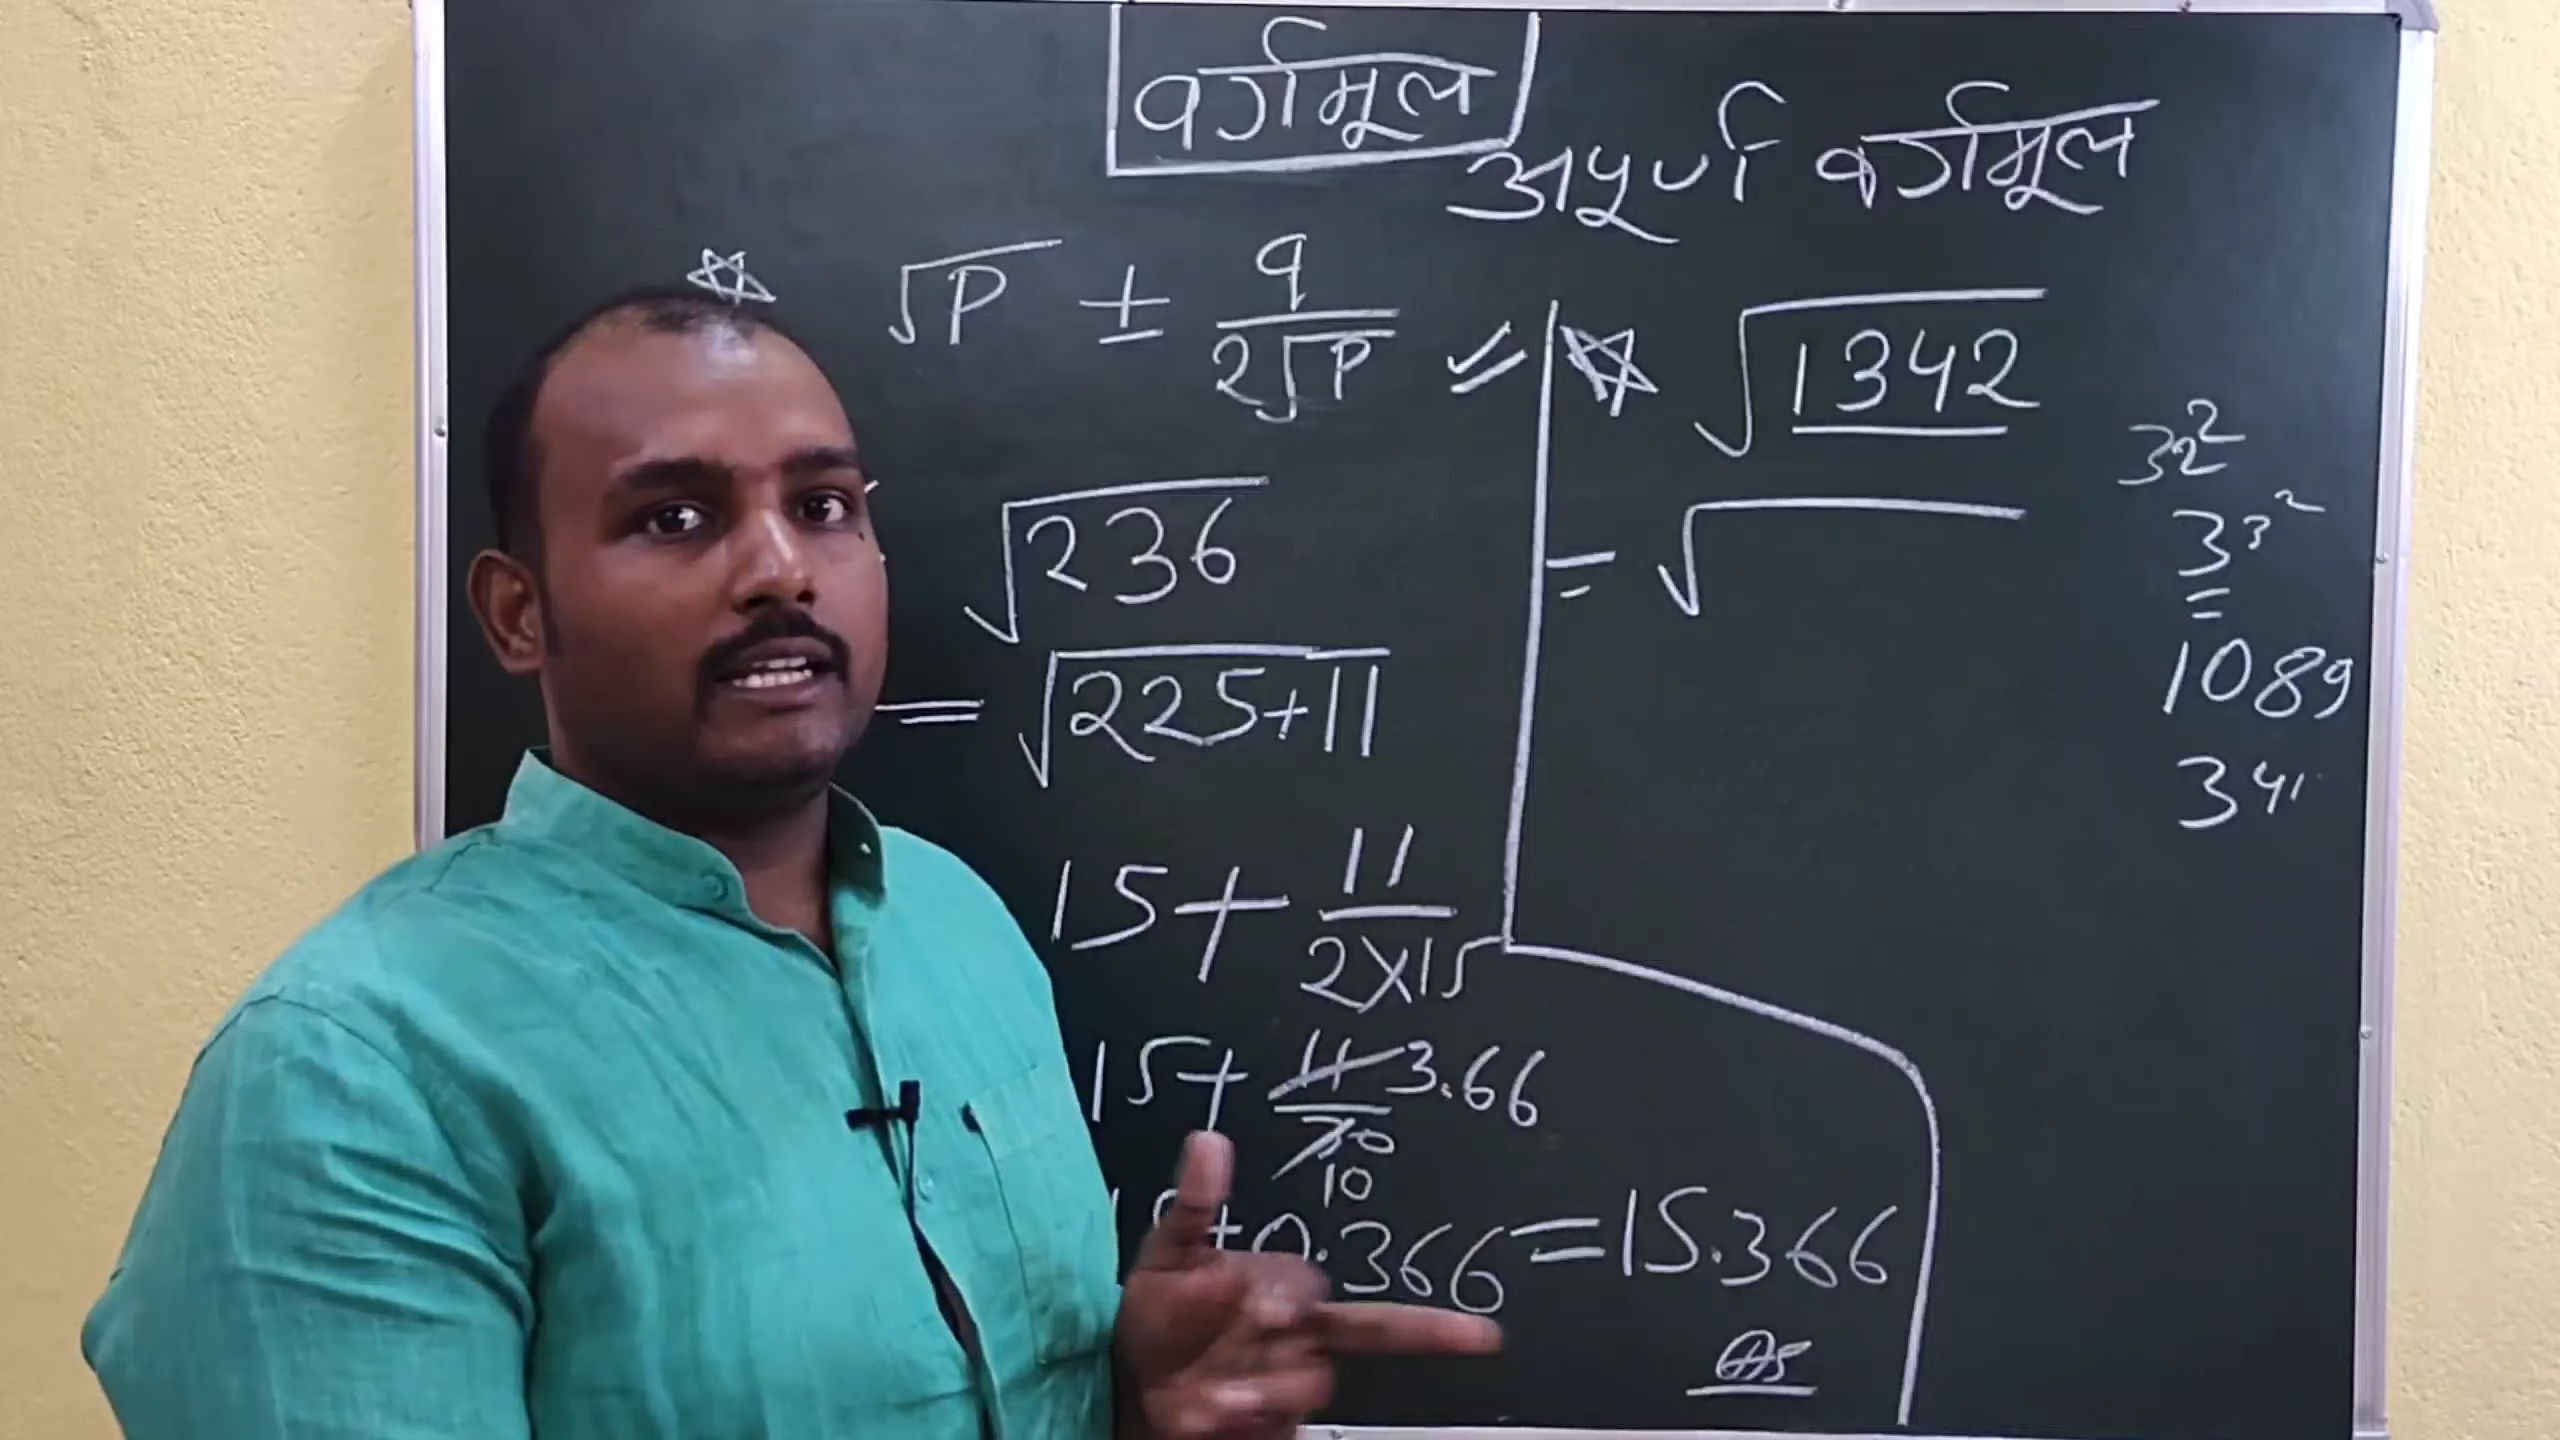 वर्गमूल
अपूर्ण वर्गमूल
√P ± q/2√P
√236
= √225+11
15 + 11/2×15
15 + 11/30 3.66
10
+0.366 = 15.366
√1342
= √
32²
33²
1089
34